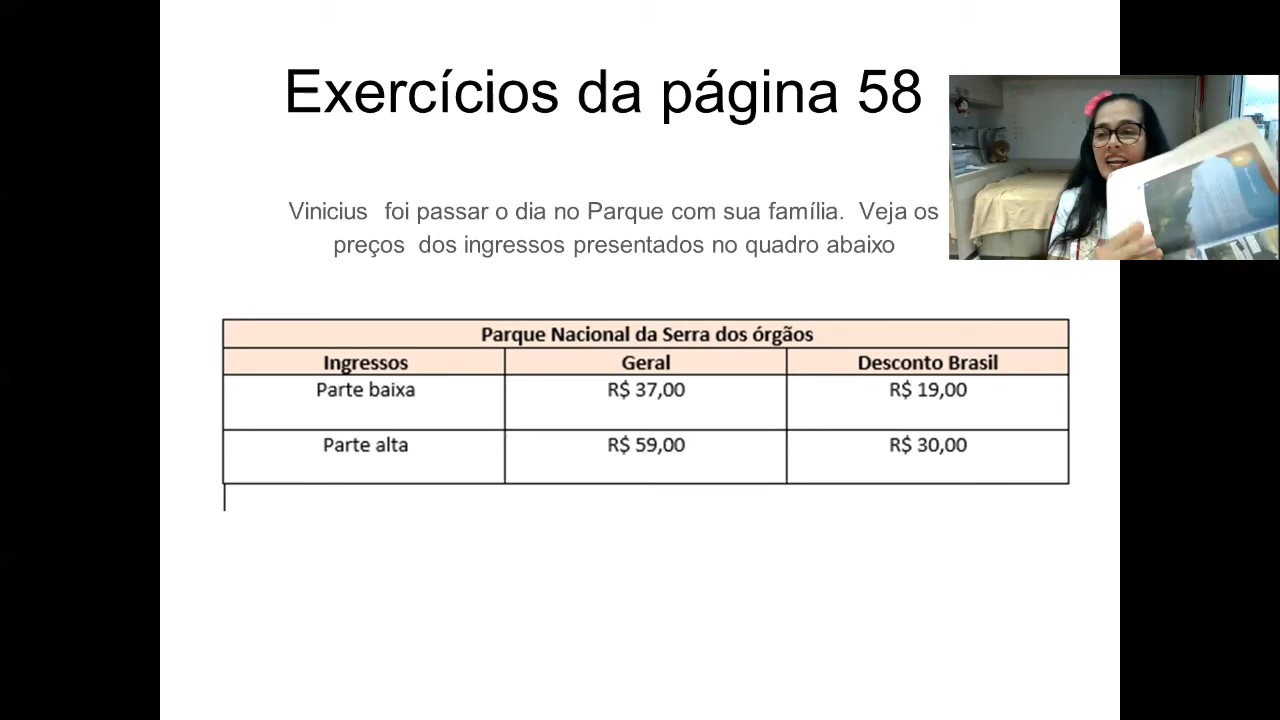 Exercícios da página 58
Vinicius foi passar o dia no Parque com sua família. Veja os
preços dos ingressos presentados no quadro abaixo
Parque Nacional da Serra dos órgãos
Ingressos Geral Desconto Brasil
Parte baixa R$ 37,00 R$ 19,00
Parte alta R$ 59,00 R$ 30,00